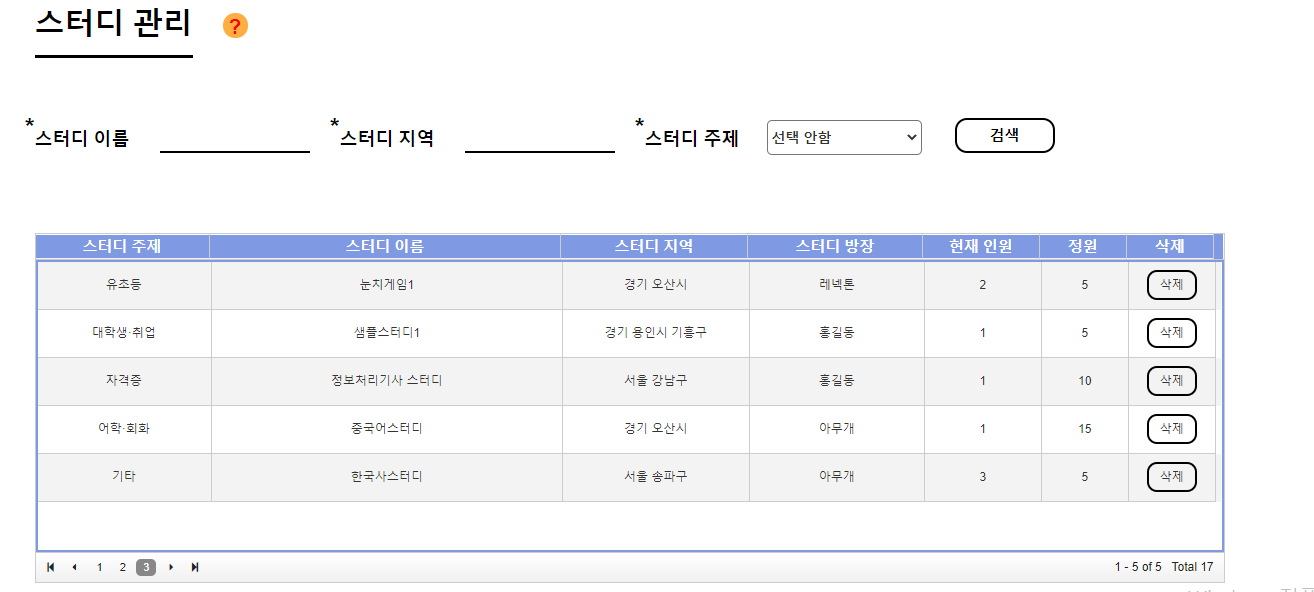 스터디 관리 ?
*스터디 이름 *스터디 지역 *스터디 주제 선택 안함 검색
스터디 주제 스터디 이름 스터디 지역 스터디 방장 현재 인원 정원 삭제
유초등 눈치게임1 경기 오산시 레넥톤 2 5 삭제
대학생·취업 샘플스터디1 경기 용인시 기흥구 홍길동 1 5 삭제
자격증 정보처리기사 스터디 서울 강남구 홍길동 1 10 삭제
어학·회화 중국어스터디 경기 오산시 아무개 1 15 삭제
기타 한국사스터디 서울 송파구 아무개 3 5 삭제
1 2 3 1 - 5 of 5 Total 17